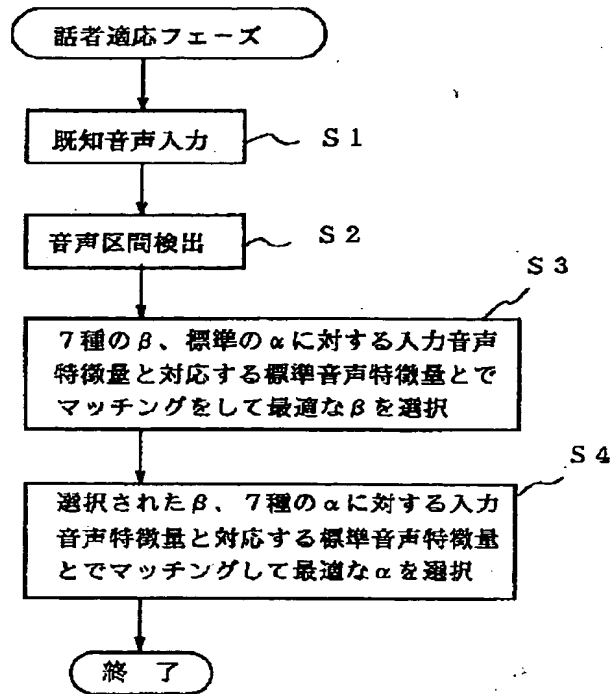 話者適応フェーズ
既知音声入力
S1
音声区間検出
S2
S3
7種のβ、標準のαに対する入力音声
特徴量と対応する標準音声特徴量とで
マッチングをして最適なβを選択
S4
選択されたβ、7種のαに対する入力
音声特徴量と対応する標準音声特徴量
とでマッチングして最適なαを選択
終 了